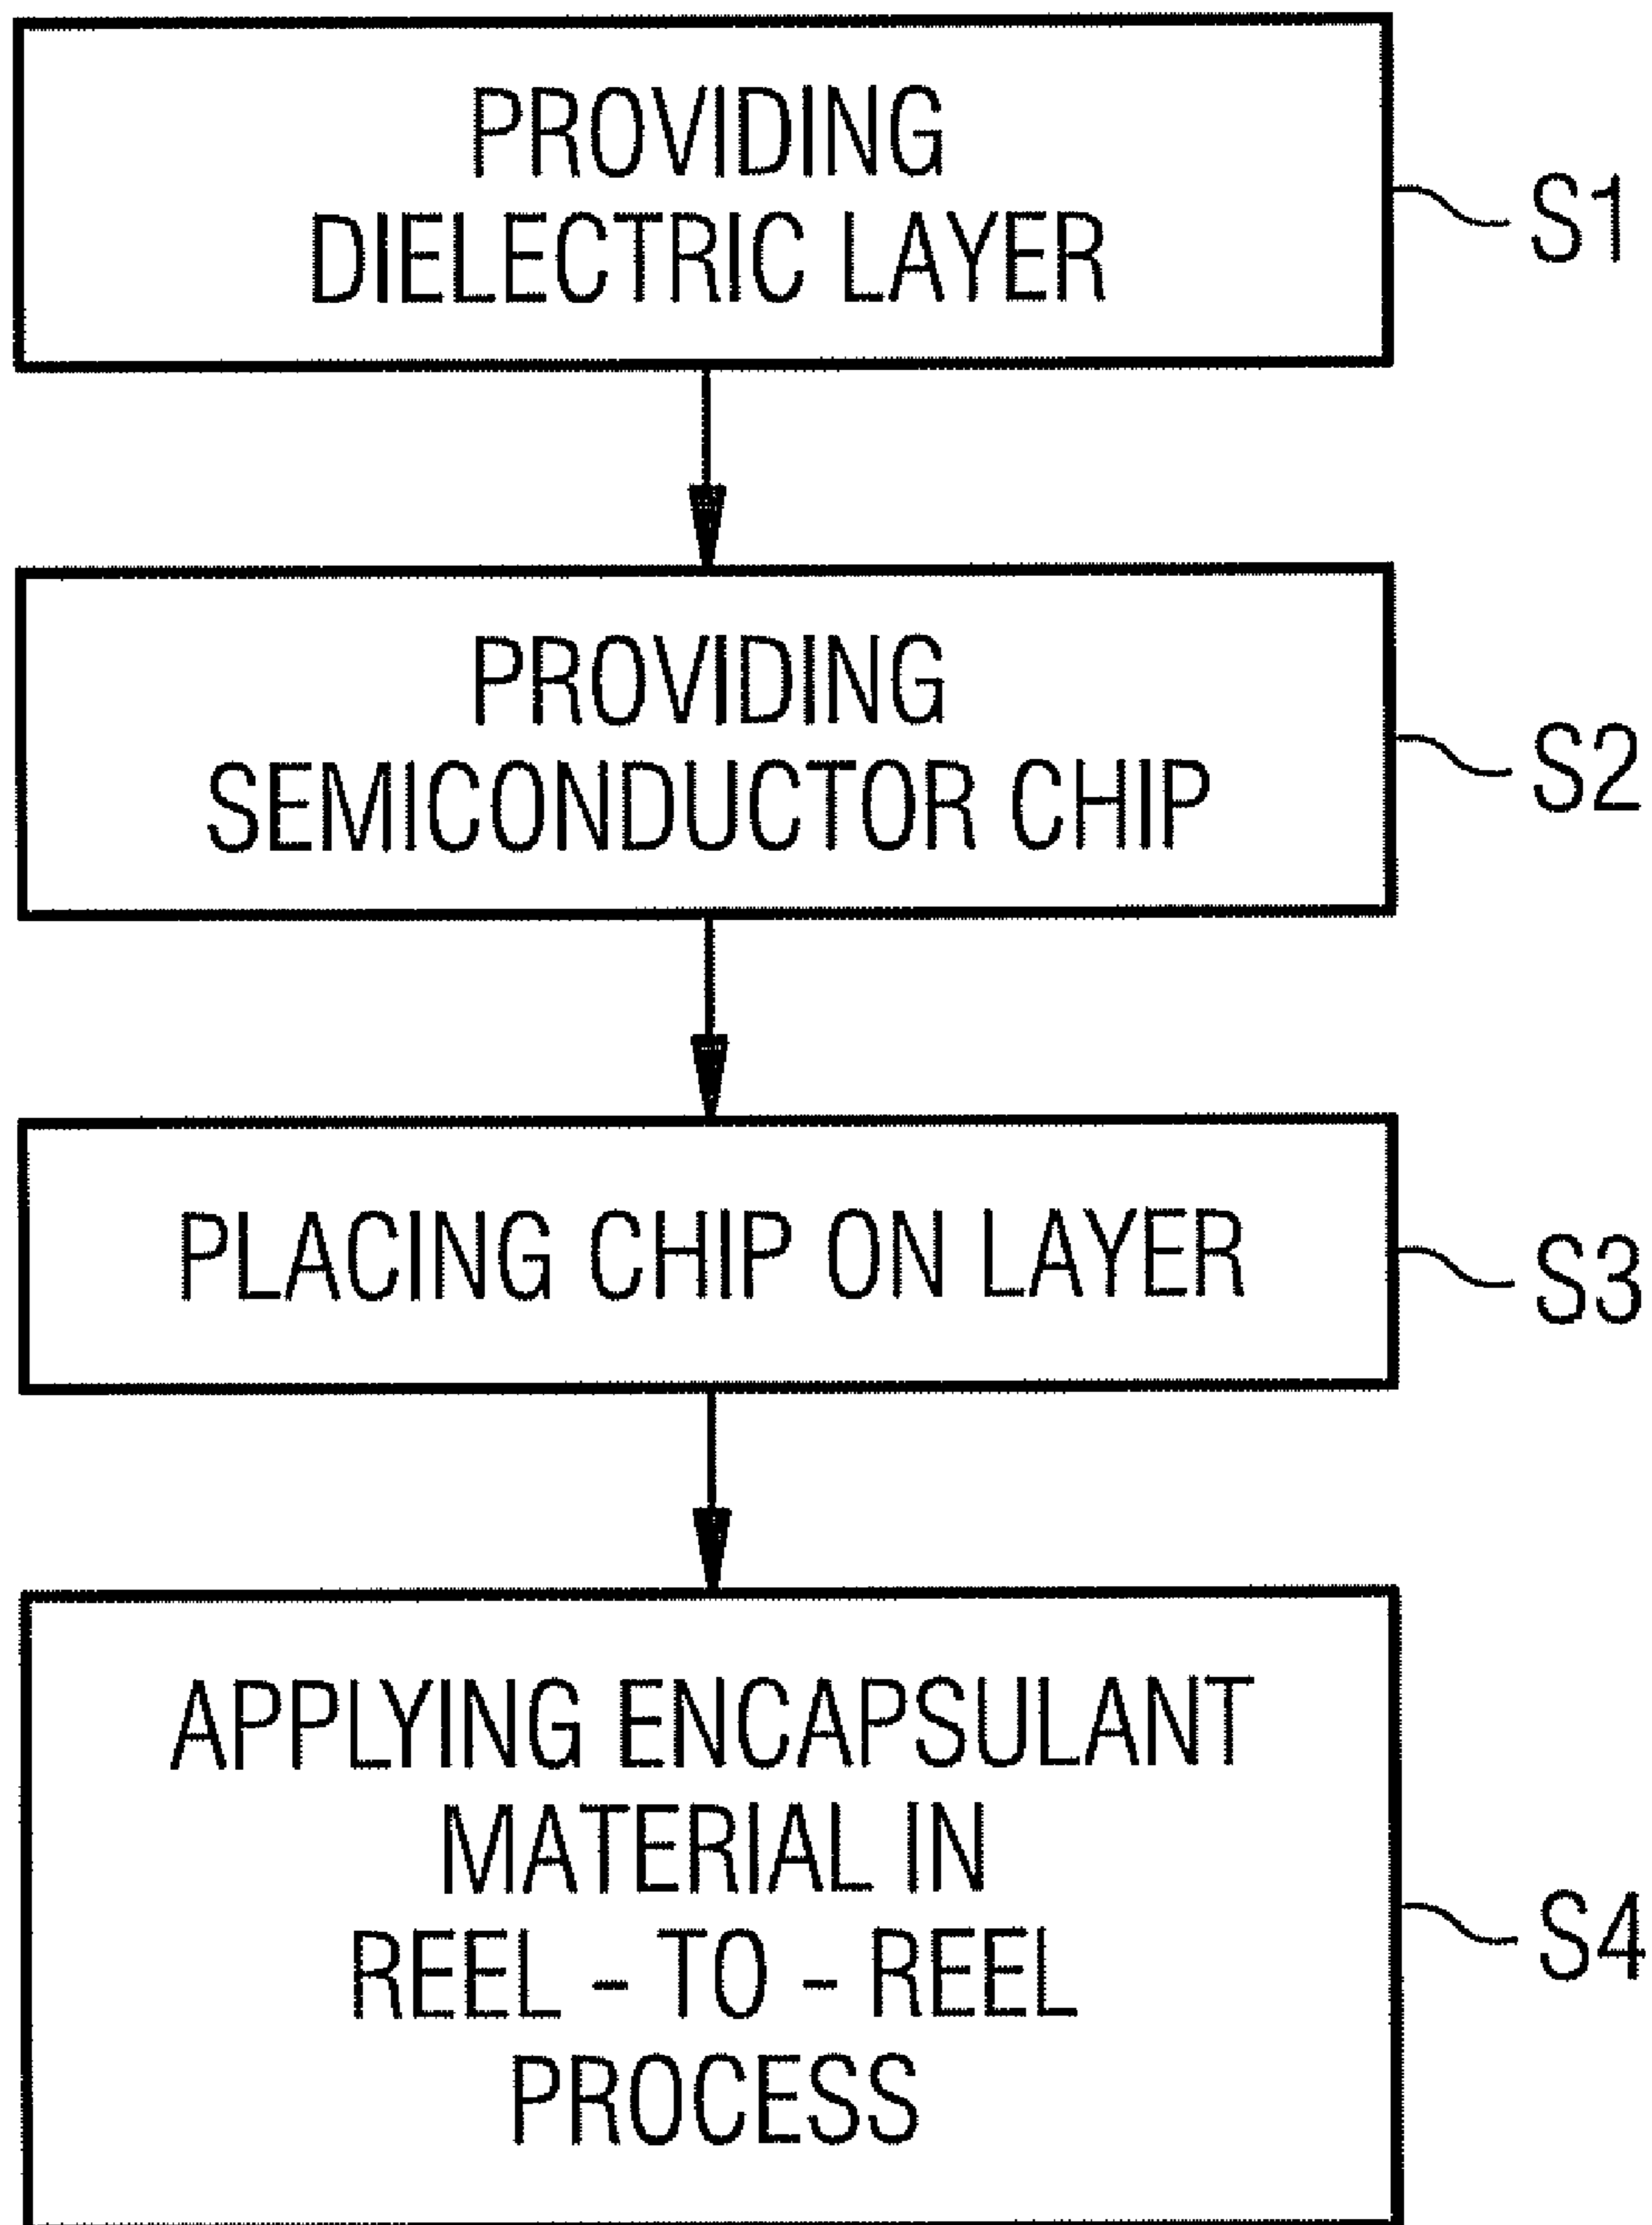 PROVIDING
DIELECTRIC LAYER
S1
PROVIDING
SEMICONDUCTOR CHIP
S2
PLACING CHIP ON LAYER
S3
APPLYING ENCAPSULANT
MATERIAL IN
REEL - TO - REEL
PROCESS
S4